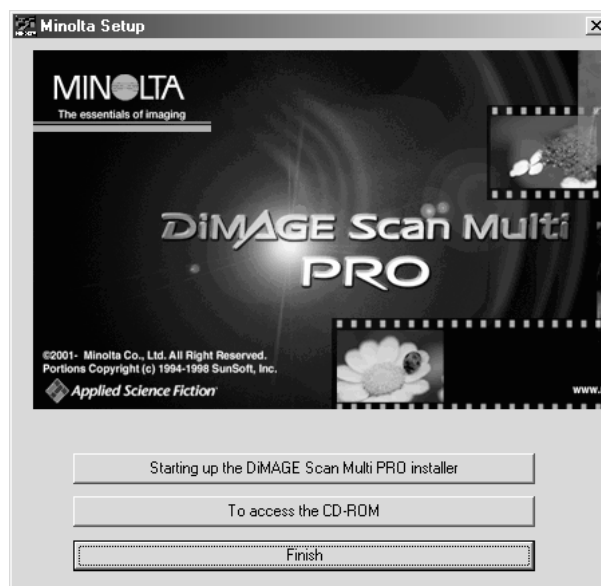 Minolta Setup
MINOLTA
The essentials of imaging
DiMAGE Scan Multi
PRO
©2001- Minolta Co., Ltd. All Right Reserved.
Portions Copyright (c) 1994-1998 SunSoft, Inc.
Applied Science Fiction
www.
Starting up the DiMAGE Scan Multi PRO installer
To access the CD-ROM
Finish